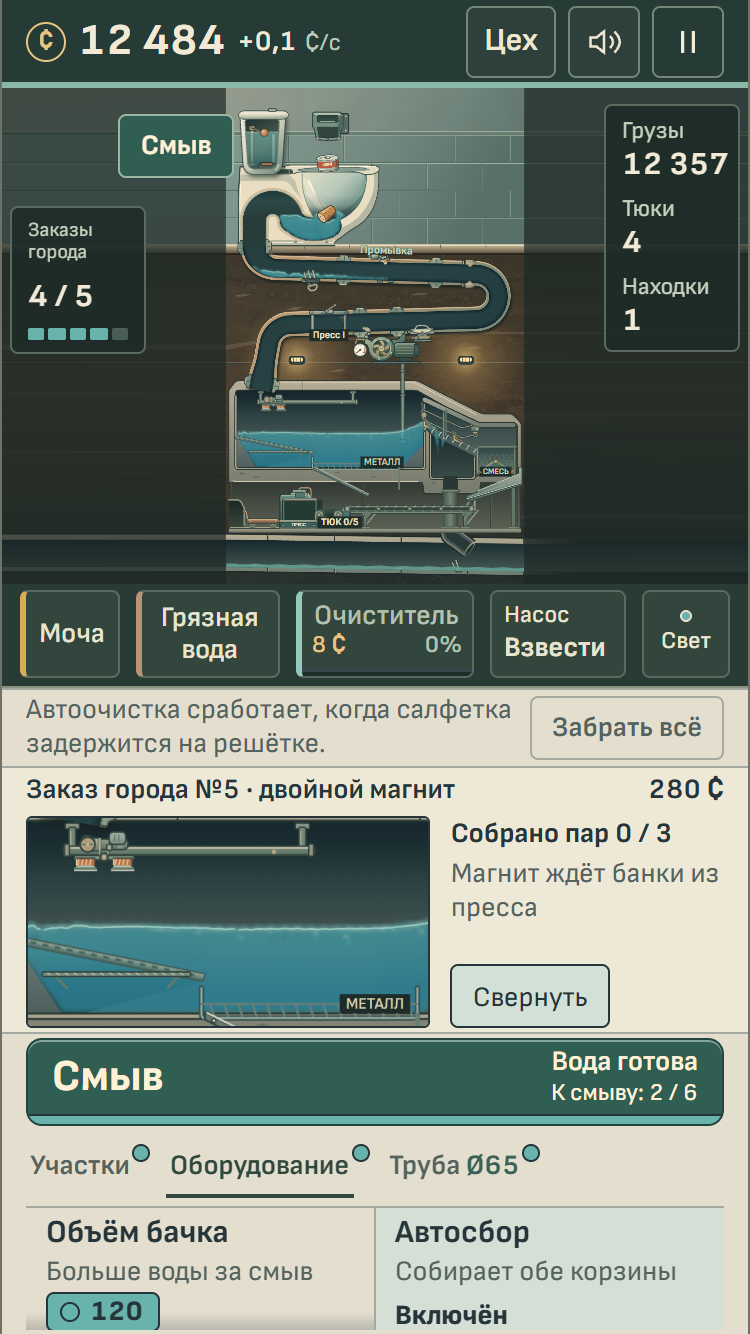 ₵ 12 484 +0,1 ₵/с
Цех
Смыв
Грузы
12 357
Заказы
города
4 / 5
Тюки
4
Находки
1
Промывка
Пресс I
МЕТАЛЛ
СМЕСЬ
ПРЕСС
ТЮК 0/5
Моча
Грязная
вода
Очиститель
8 ₵ 0%
Насос
Взвести
Свет
Автоочистка сработает, когда салфетка
задержится на решётке.
Забрать всё
Заказ города №5 · двойной магнит 280 ₵
Собрано пар 0 / 3
Магнит ждёт банки из
пресса
МЕТАЛЛ
Свернуть
Смыв
Вода готова
К смыву: 2 / 6
Участки Оборудование Труба Ø65
Объём бачка
Больше воды за смыв
120
Автосбор
Собирает обе корзины
Включён